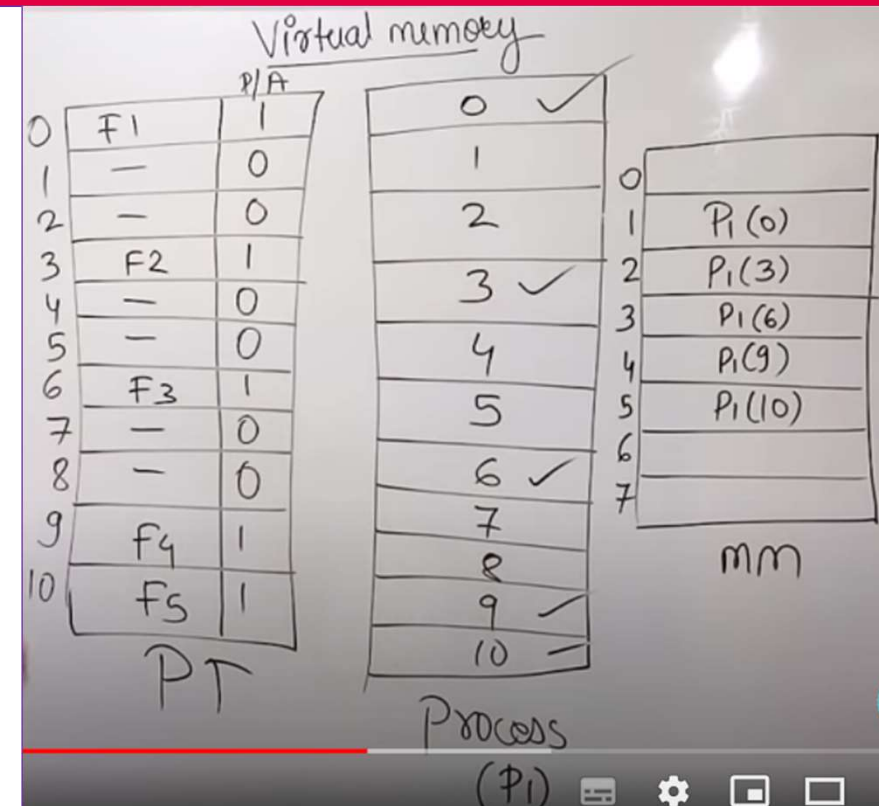 Virtual memory
P/A
0 F1 1
1 — 0
2 — 0
3 F2 1
4 — 0
5 — 0
6 F3 1
7 — 0
8 — 0
9 F4 1
10 F5 1
PT
0 ✓
1
2
3 ✓
4
5
6 ✓
7
8
9 ✓
10 –
Process
(P1)
0
1 P1(0)
2 P1(3)
3 P1(6)
4 P1(9)
5 P1(10)
6
7
mm